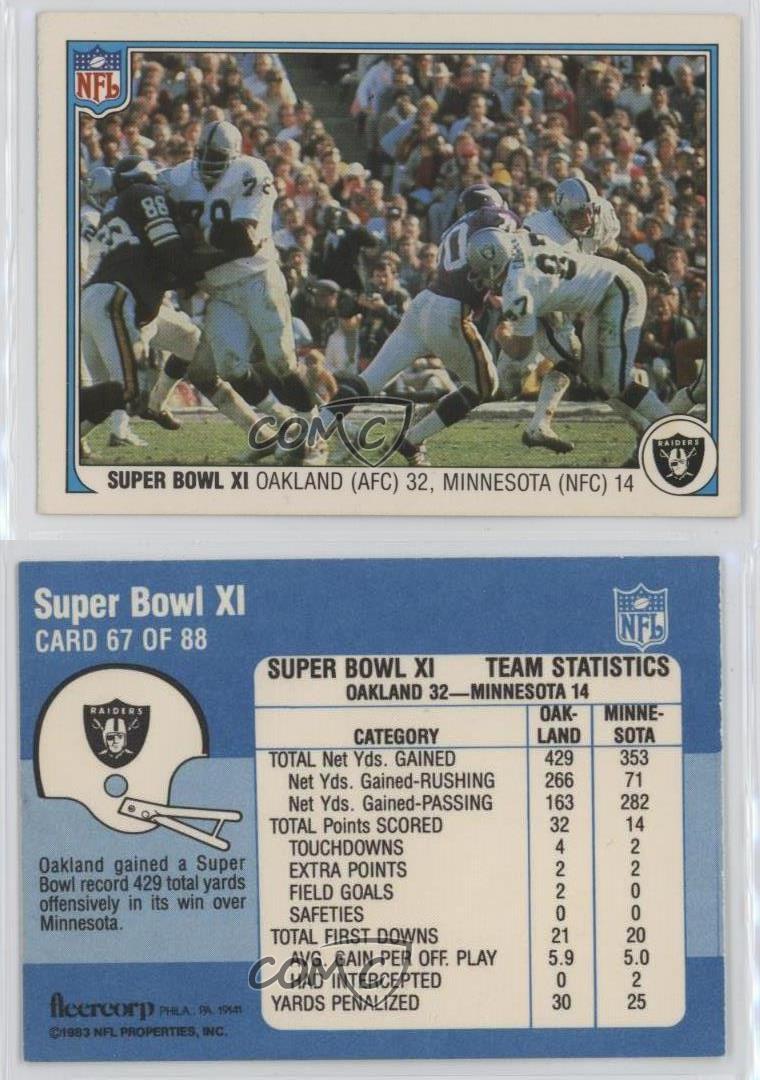 NFL
88
78
87
COMC
RAIDERS
SUPER BOWL XI OAKLAND (AFC) 32, MINNESOTA (NFC) 14
Super Bowl XI
CARD 67 OF 88
NFL
RAIDERS
Oakland gained a Super
Bowl record 429 total yards
offensively in its win over
Minnesota.
SUPER BOWL XI TEAM STATISTICS
OAKLAND 32—MINNESOTA 14
CATEGORY OAK-LAND MINNE-SOTA
TOTAL Net Yds. GAINED 429 353
Net Yds. Gained-RUSHING 266 71
Net Yds. Gained-PASSING 163 282
TOTAL Points SCORED 32 14
TOUCHDOWNS 4 2
EXTRA POINTS 2 2
FIELD GOALS 2 0
SAFETIES 0 0
TOTAL FIRST DOWNS 21 20
AVG. GAIN PER OFF. PLAY 5.9 5.0
HAD INTERCEPTED 0 2
YARDS PENALIZED 30 25
COMC
fleercorp PHILA., PA. 19141
©1983 NFL PROPERTIES, INC.